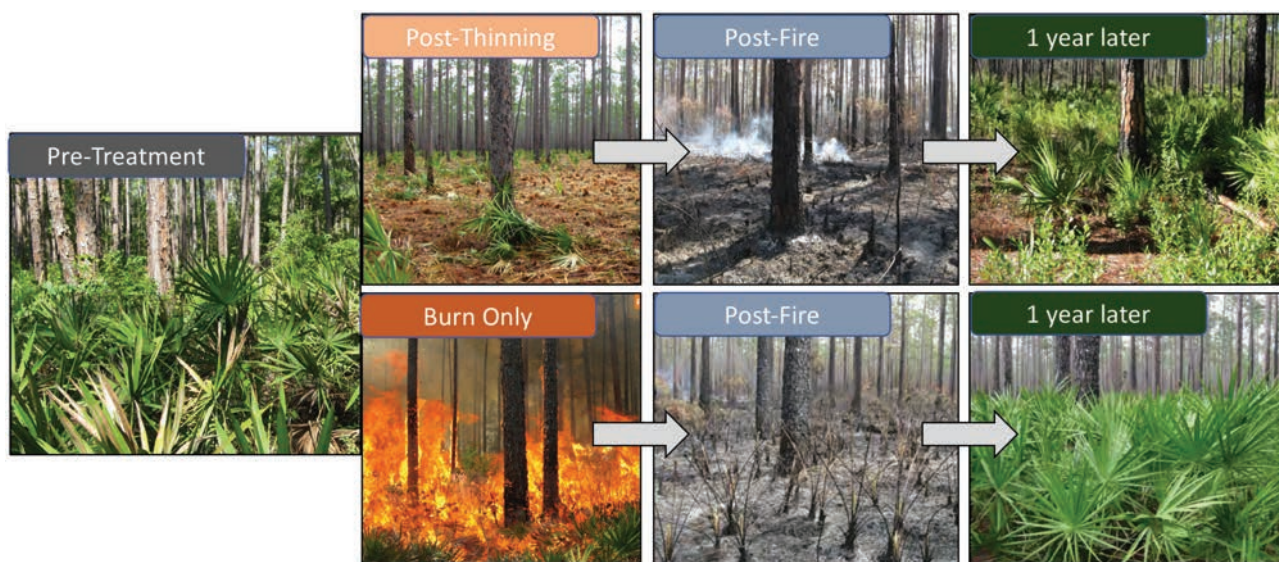 Pre-Treatment
Post-Thinning
Post-Fire
1 year later
Burn Only
Post-Fire
1 year later